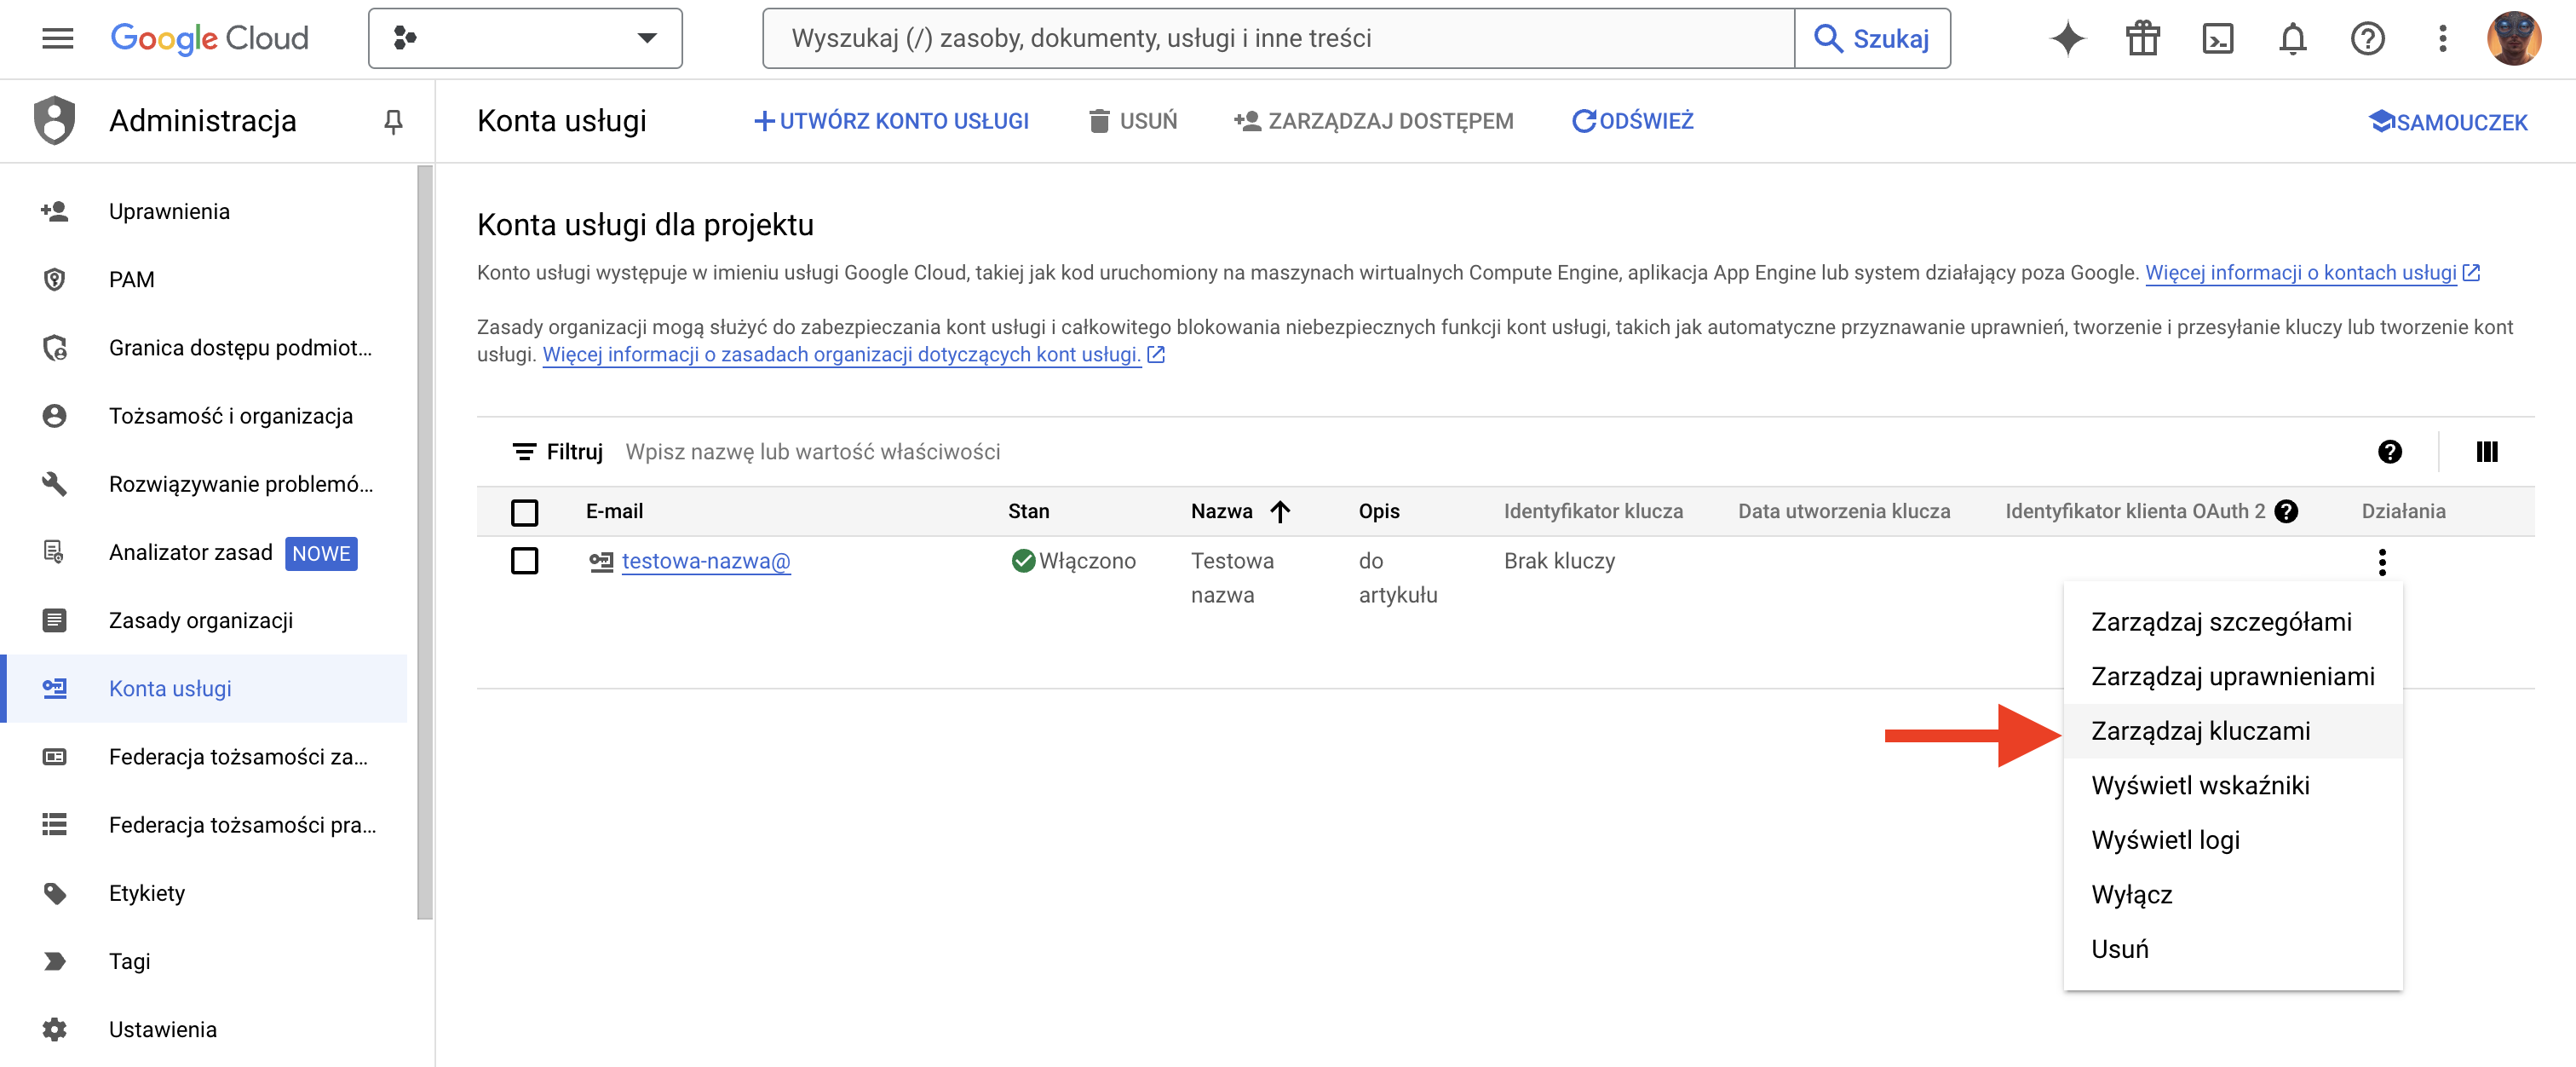 Google Cloud
Wyszukaj (/) zasoby, dokumenty, usługi i inne treści
Szukaj
Administracja
Konta usługi
UTWÓRZ KONTO USŁUGI
USUŃ
ZARZĄDZAJ DOSTĘPEM
ODŚWIEŻ
SAMOUCZEK
Uprawnienia
PAM
Granica dostępu podmiot...
Tożsamość i organizacja
Rozwiązywanie problemó...
Analizator zasad NOWE
Zasady organizacji
Konta usługi
Federacja tożsamości za...
Federacja tożsamości pra...
Etykiety
Tagi
Ustawienia
Konta usługi dla projektu
Konto usługi występuje w imieniu usługi Google Cloud, takiej jak kod uruchomiony na maszynach wirtualnych Compute Engine, aplikacja App Engine lub system działający poza Google. Więcej informacji o kontach usługi
Zasady organizacji mogą służyć do zabezpieczania kont usługi i całkowitego blokowania niebezpiecznych funkcji kont usługi, takich jak automatyczne przyznawanie uprawnień, tworzenie i przesyłanie kluczy lub tworzenie kont
usługi. Więcej informacji o zasadach organizacji dotyczących kont usługi.
Filtruj Wpisz nazwę lub wartość właściwości
E-mail Stan Nazwa Opis Identyfikator klucza Data utworzenia klucza Identyfikator klienta OAuth 2 Działania
testowa-nazwa@ Włączono Testowa do Brak kluczy
nazwa artykułu
Zarządzaj szczegółami
Zarządzaj uprawnieniami
Zarządzaj kluczami
Wyświetl wskaźniki
Wyświetl logi
Wyłącz
Usuń